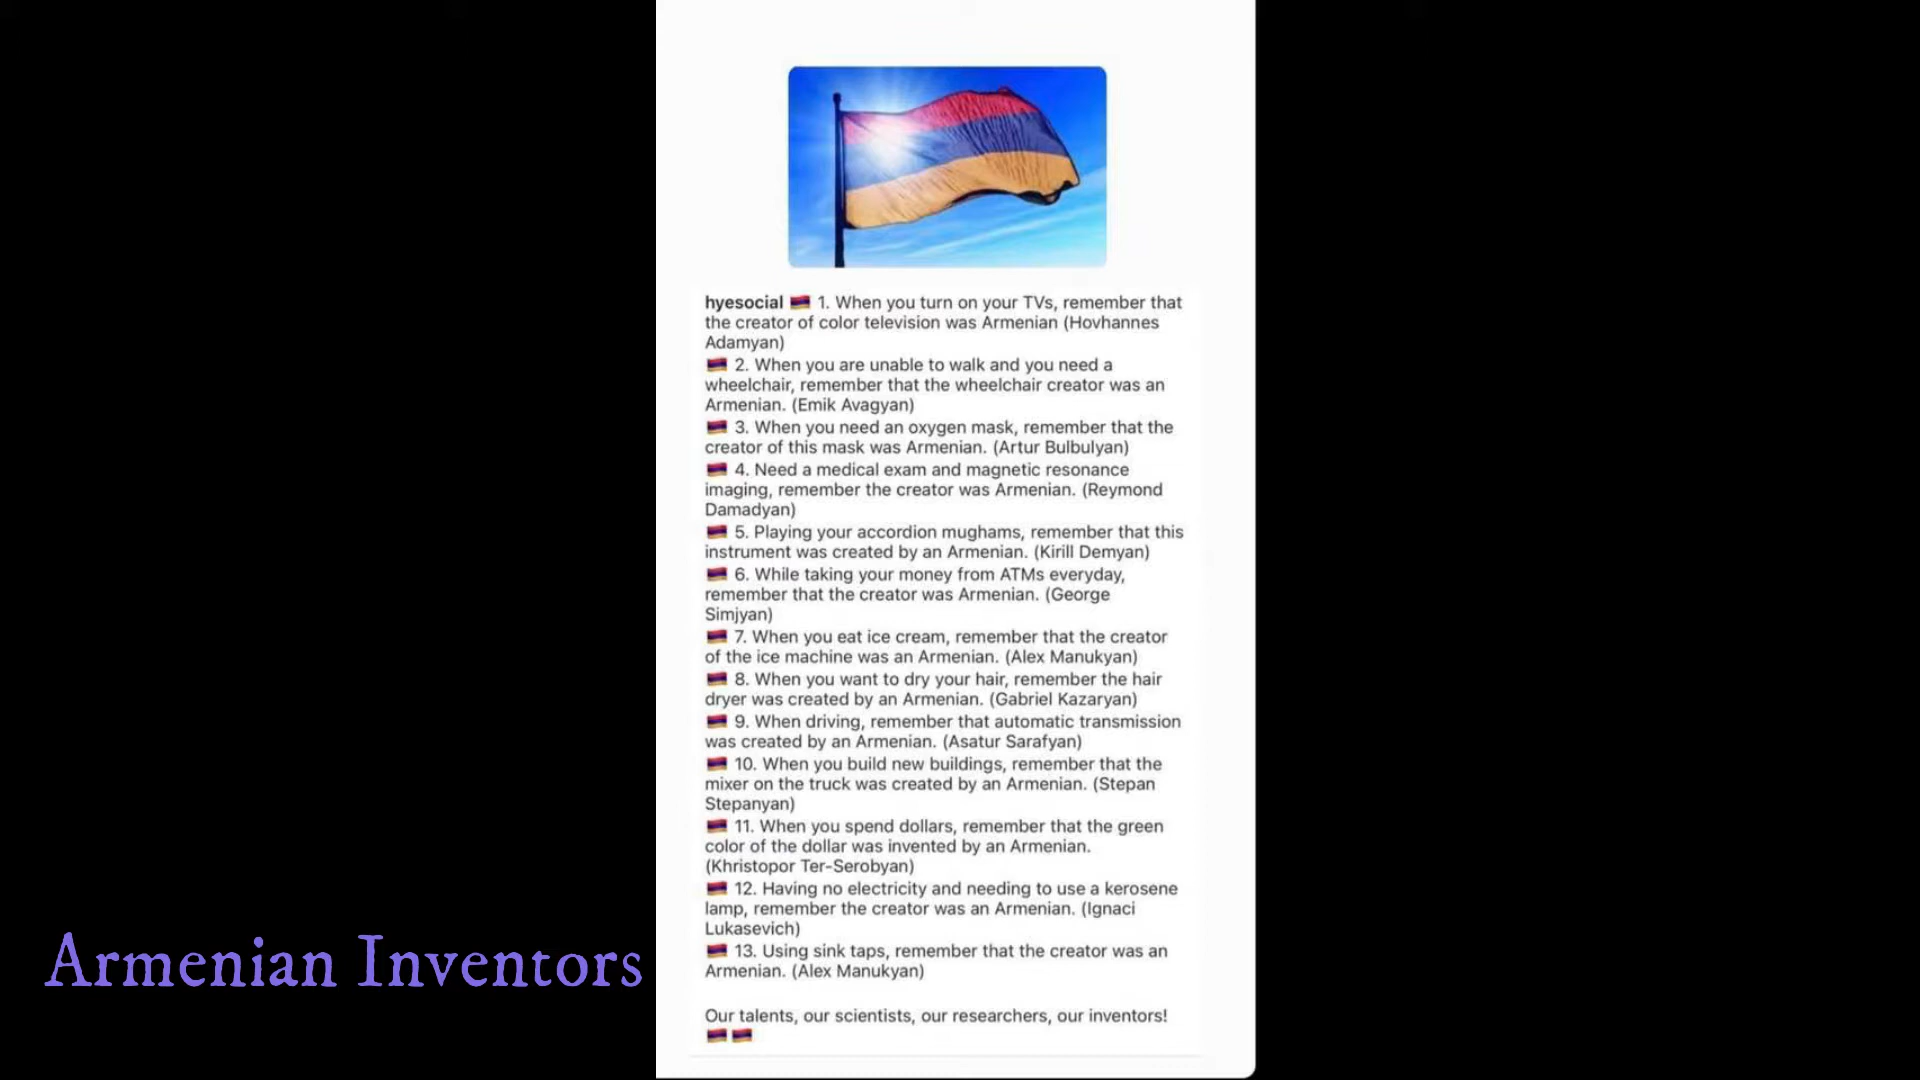 hyesocial 🇦🇲 1. When you turn on your TVs, remember that
the creator of color television was Armenian (Hovhannes
Adamyan)
🇦🇲 2. When you are unable to walk and you need a
wheelchair, remember that the wheelchair creator was an
Armenian. (Emik Avagyan)
🇦🇲 3. When you need an oxygen mask, remember that the
creator of this mask was Armenian. (Artur Bulbulyan)
🇦🇲 4. Need a medical exam and magnetic resonance
imaging, remember the creator was Armenian. (Reymond
Damadyan)
🇦🇲 5. Playing your accordion mughams, remember that this
instrument was created by an Armenian. (Kirill Demyan)
🇦🇲 6. While taking your money from ATMs everyday,
remember that the creator was Armenian. (George
Simjyan)
🇦🇲 7. When you eat ice cream, remember that the creator
of the ice machine was an Armenian. (Alex Manukyan)
🇦🇲 8. When you want to dry your hair, remember the hair
dryer was created by an Armenian. (Gabriel Kazaryan)
🇦🇲 9. When driving, remember that automatic transmission
was created by an Armenian. (Asatur Sarafyan)
🇦🇲 10. When you build new buildings, remember that the
mixer on the truck was created by an Armenian. (Stepan
Stepanyan)
🇦🇲 11. When you spend dollars, remember that the green
color of the dollar was invented by an Armenian.
(Khristopor Ter-Serobyan)
🇦🇲 12. Having no electricity and needing to use a kerosene
lamp, remember the creator was an Armenian. (Ignaci
Lukasevich)
🇦🇲 13. Using sink taps, remember that the creator was an
Armenian. (Alex Manukyan)
Our talents, our scientists, our researchers, our inventors!
🇦🇲 🇦🇲
Armenian Inventors